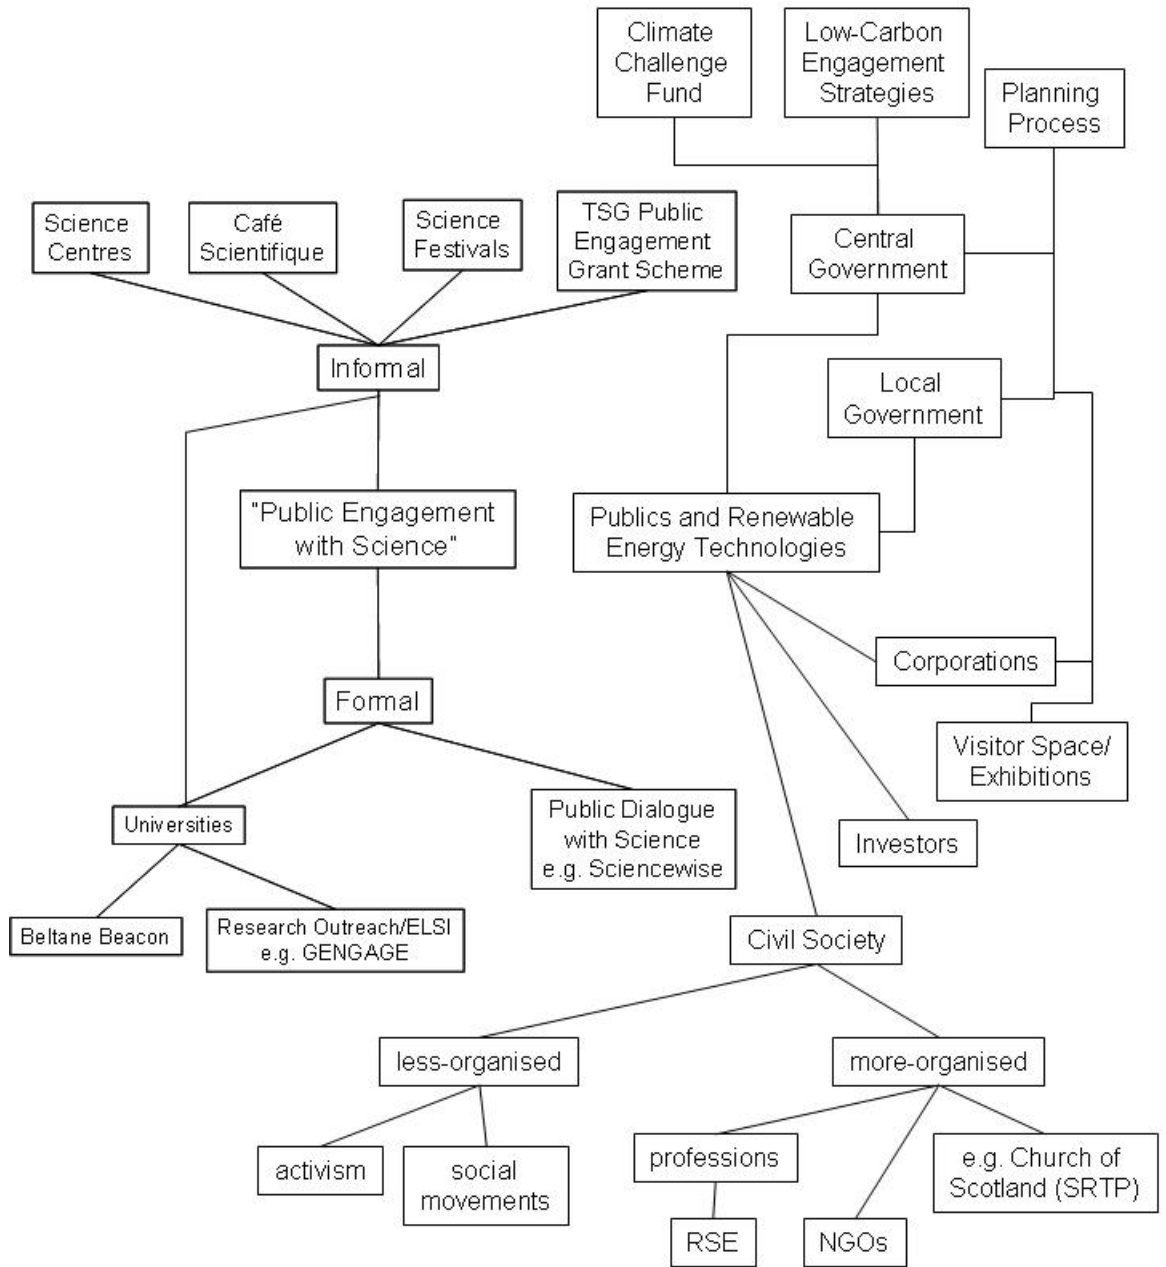 Climate
Challenge
Fund
Low-Carbon
Engagement
Strategies
Planning
Process
Science
Centres
Café
Scientifique
Science
Festivals
TSG Public
Engagement
Grant Scheme
Central
Government
Informal
Local
Government
"Public Engagement
with Science"
Publics and Renewable
Energy Technologies
Corporations
Formal
Visitor Space/
Exhibitions
Universities
Public Dialogue
with Science
e.g. Sciencewise
Investors
Beltane Beacon
Research Outreach/ELSI
e.g. GENGAGE
Civil Society
less-organised
more-organised
activism
social
movements
professions
e.g. Church of
Scotland (SRTP)
RSE
NGOs